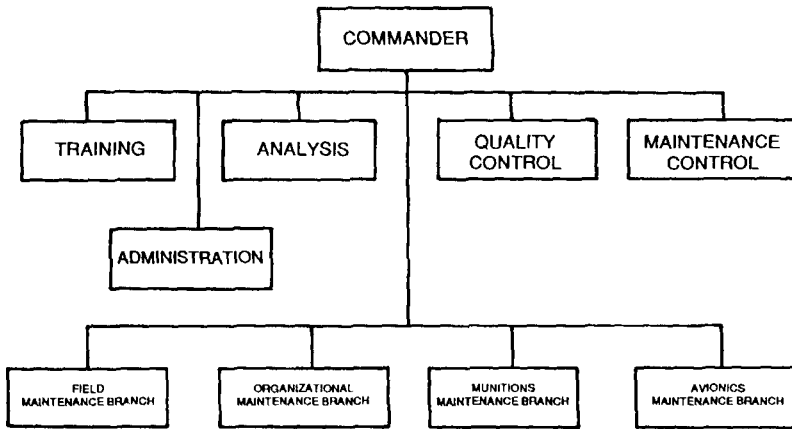 COMMANDER
TRAINING
ANALYSIS
QUALITY
CONTROL
MAINTENANCE
CONTROL
ADMINISTRATION
FIELD
MAINTENANCE BRANCH
ORGANIZATIONAL
MAINTENANCE BRANCH
MUNITIONS
MAINTENANCE BRANCH
AVIONICS
MAINTENANCE BRANCH